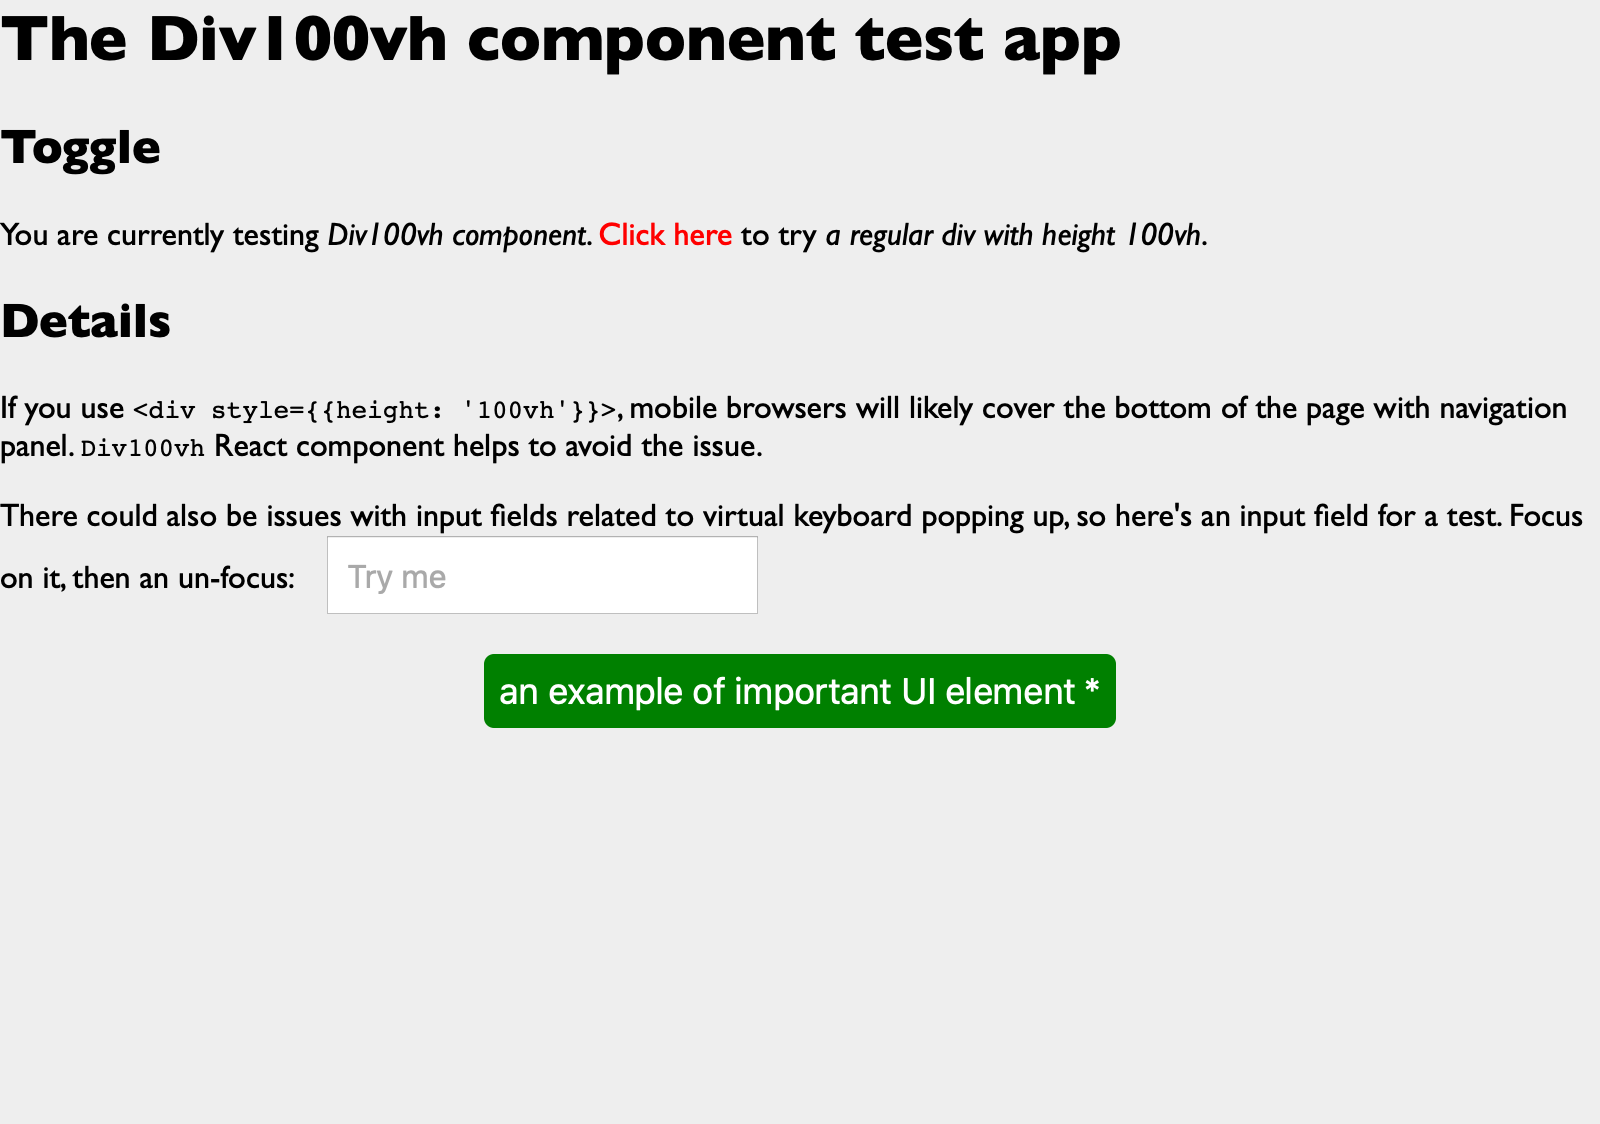 The Div100vh component test app
Toggle
You are currently testing Div100vh component. Click here to try a regular div with height 100vh.
Details
If you use <div style={{height: '100vh'}}>, mobile browsers will likely cover the bottom of the page with navigation
panel. Div100vh React component helps to avoid the issue.
There could also be issues with input fields related to virtual keyboard popping up, so here's an input field for a test. Focus
on it, then an un-focus: Try me
an example of important UI element *